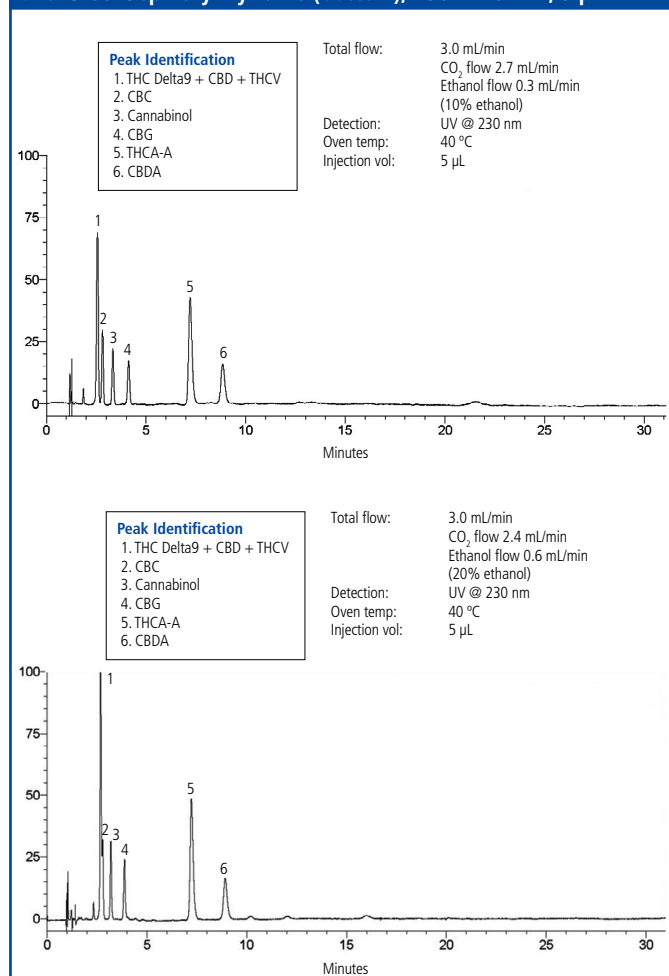 Peak Identification
1. THC Delta9 + CBD + THCV
2. CBC
3. Cannabinol
4. CBG
5. THCA-A
6. CBDA
Total flow: 3.0 mL/min
CO₂ flow 2.7 mL/min
Ethanol flow 0.3 mL/min
(10% ethanol)
Detection: UV @ 230 nm
Oven temp: 40 ºC
Injection vol: 5 µL
100
75
50
25
0
1
2
3
4
5
6
0 5 10 15 20 25 30
Minutes
Peak Identification
1. THC Delta9 + CBD + THCV
2. CBC
3. Cannabinol
4. CBG
5. THCA-A
6. CBDA
Total flow: 3.0 mL/min
CO₂ flow 2.4 mL/min
Ethanol flow 0.6 mL/min
(20% ethanol)
Detection: UV @ 230 nm
Oven temp: 40 ºC
Injection vol: 5 µL
100
75
50
25
0
1
2
3
4
5
6
0 5 10 15 20 25 30
Minutes